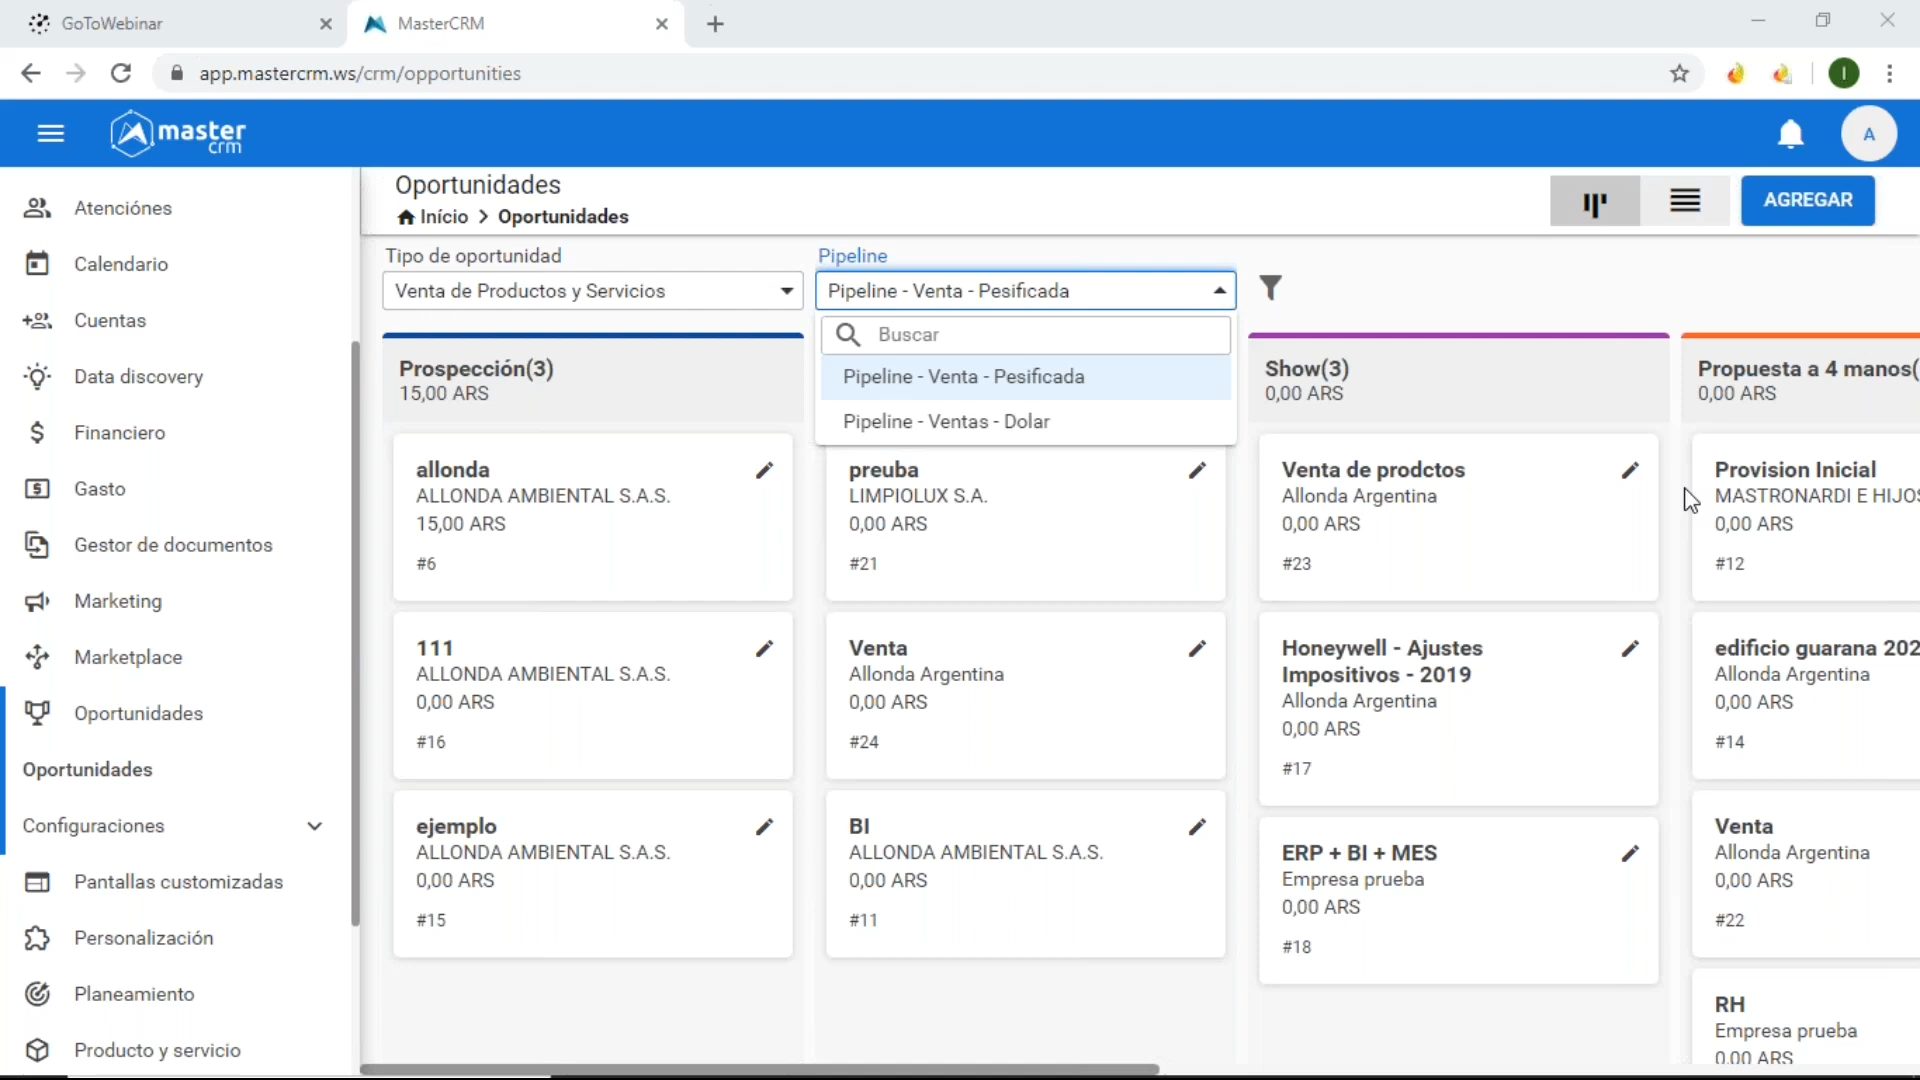 GoToWebinar
MasterCRM
app.mastercrm.ws/crm/opportunities
I
master
crm
A
Atenciónes
Calendario
Cuentas
Data discovery
Financiero
Gasto
Gestor de documentos
Marketing
Marketplace
Oportunidades
Oportunidades
Configuraciones
Pantallas customizadas
Personalización
Planeamiento
Producto y servicio
Oportunidades
Início > Oportunidades
AGREGAR
Tipo de oportunidad
Venta de Productos y Servicios
Pipeline
Pipeline - Venta - Pesificada
Buscar
Pipeline - Venta - Pesificada
Pipeline - Ventas - Dolar
Prospección(3)
15,00 ARS
allonda
ALLONDA AMBIENTAL S.A.S.
15,00 ARS
#6
111
ALLONDA AMBIENTAL S.A.S.
0,00 ARS
#16
ejemplo
ALLONDA AMBIENTAL S.A.S.
0,00 ARS
#15
preuba
LIMPIOLUX S.A.
0,00 ARS
#21
Venta
Allonda Argentina
0,00 ARS
#24
BI
ALLONDA AMBIENTAL S.A.S.
0,00 ARS
#11
Show(3)
0,00 ARS
Venta de prodctos
Allonda Argentina
0,00 ARS
#23
Honeywell - Ajustes
Impositivos - 2019
Allonda Argentina
0,00 ARS
#17
ERP + BI + MES
Empresa prueba
0,00 ARS
#18
Propuesta a 4 manos(
0,00 ARS
Provision Inicial
MASTRONARDI E HIJOS
0,00 ARS
#12
edificio guarana 202
Allonda Argentina
0,00 ARS
#14
Venta
Allonda Argentina
0,00 ARS
#22
RH
Empresa prueba
0,00 ARS